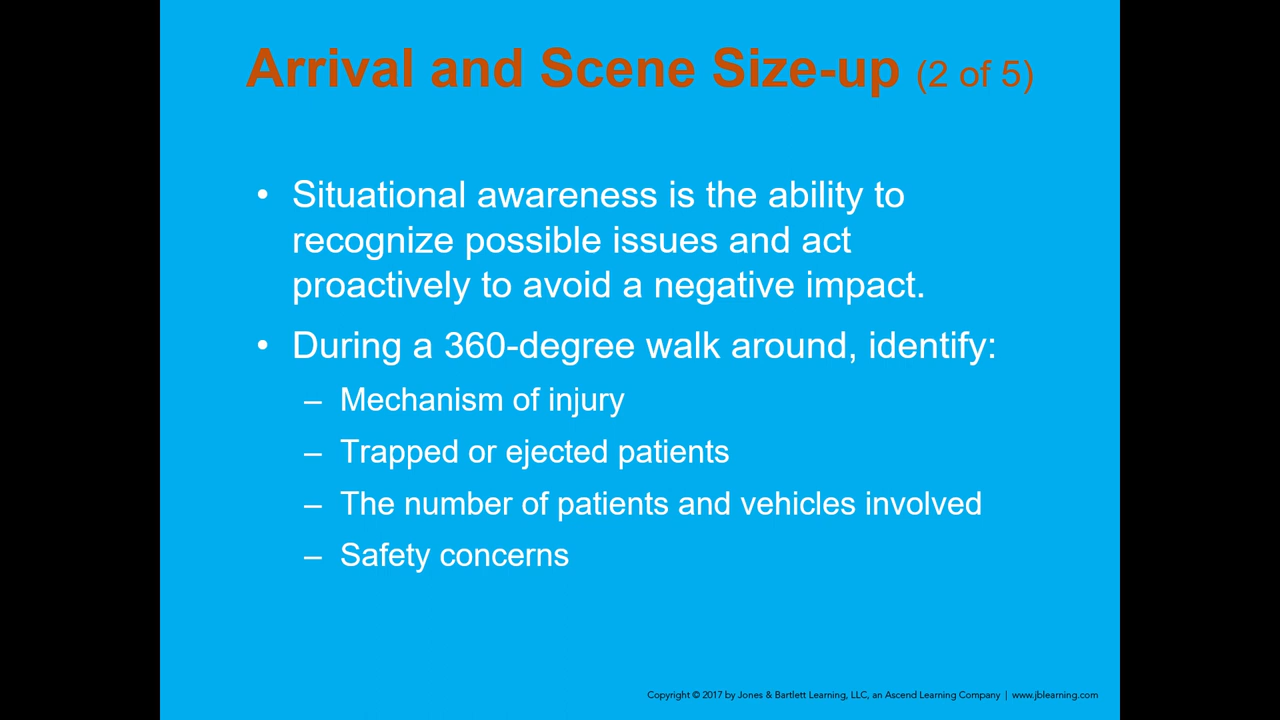 Arrival and Scene Size-up (2 of 5)
• Situational awareness is the ability to
recognize possible issues and act
proactively to avoid a negative impact.
• During a 360-degree walk around, identify:
– Mechanism of injury
– Trapped or ejected patients
– The number of patients and vehicles involved
– Safety concerns
Copyright © 2017 by Jones & Bartlett Learning, LLC, an Ascend Learning Company | www.jblearning.com